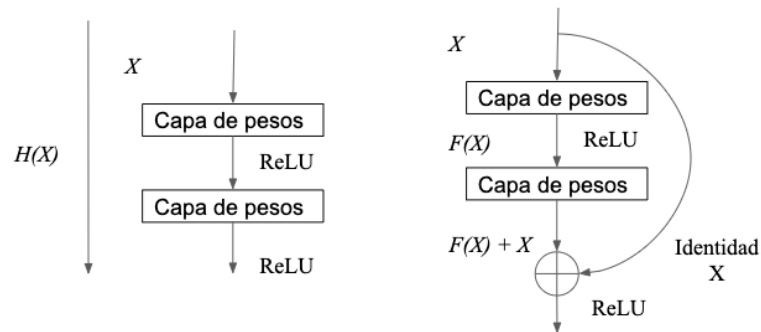 X
Capa de pesos
H(X)
ReLU
Capa de pesos
ReLU
X
Capa de pesos
F(X)
ReLU
Capa de pesos
F(X) + X
Identidad
X
ReLU